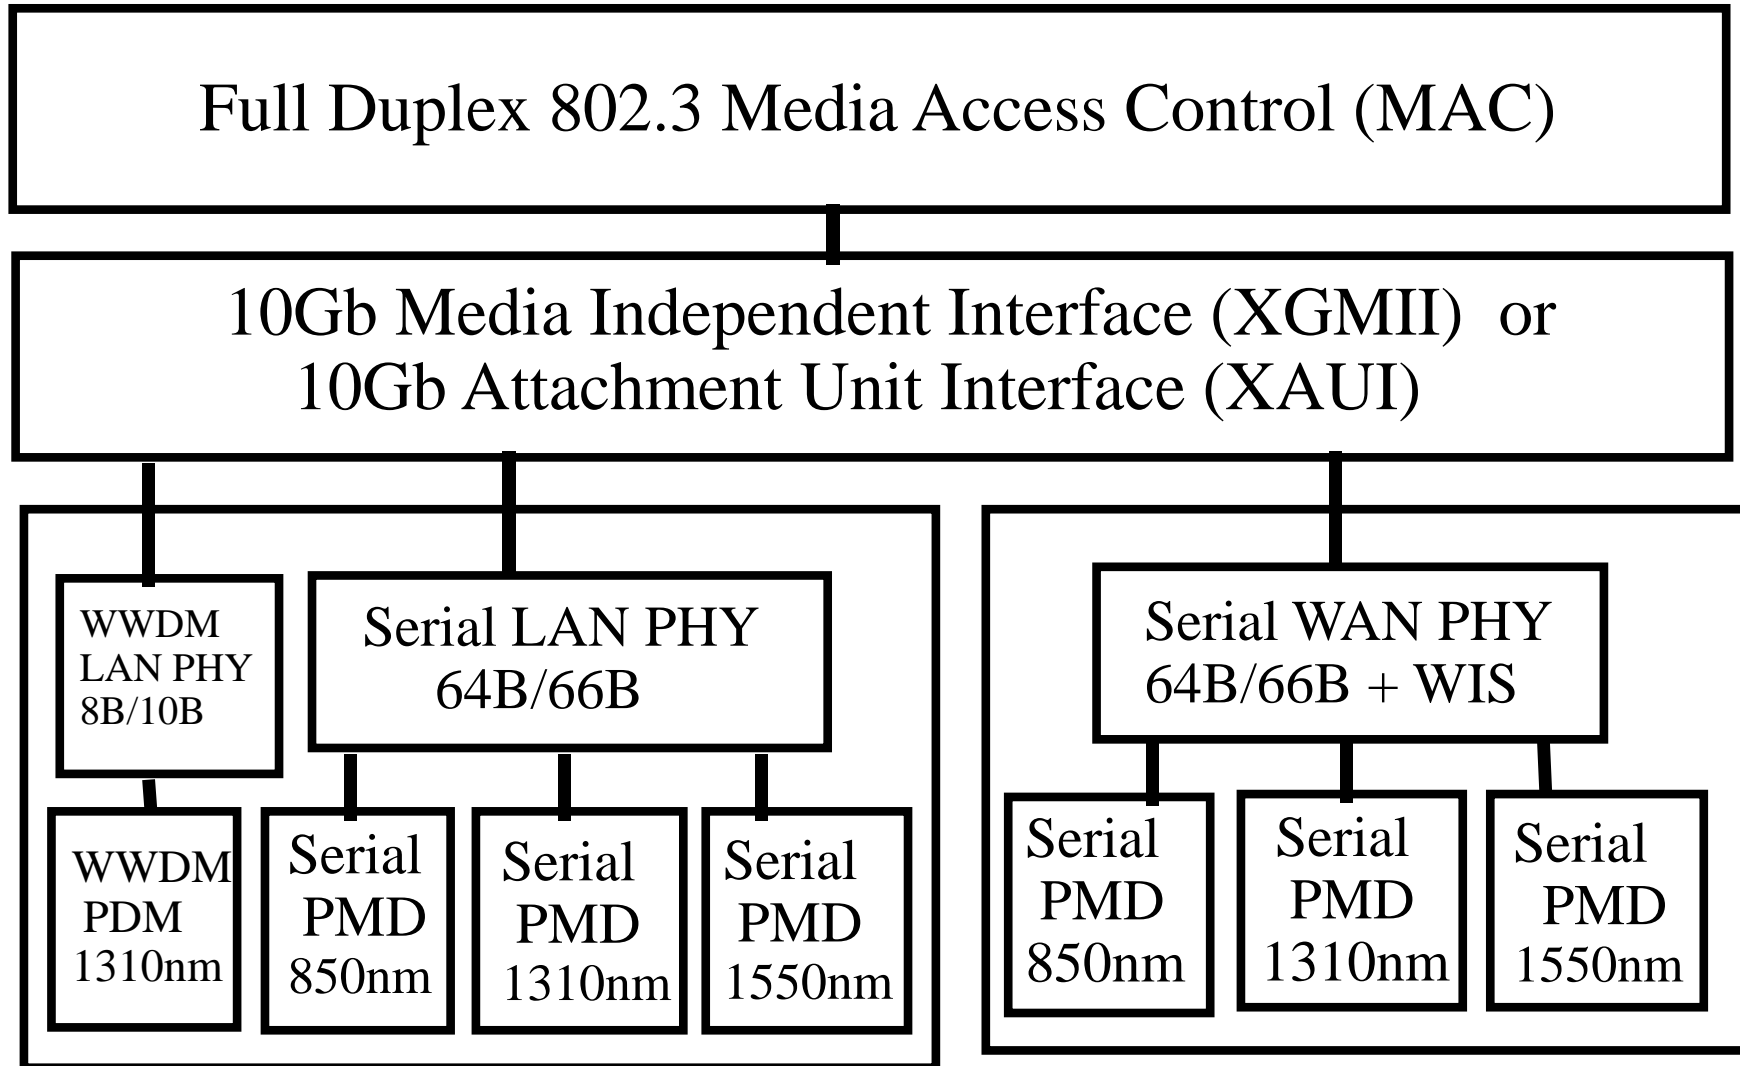 Full Duplex 802.3 Media Access Control (MAC)
10Gb Media Independent Interface (XGMII) or
10Gb Attachment Unit Interface (XAUI)
WWDM
LAN PHY
8B/10B
Serial LAN PHY
64B/66B
Serial WAN PHY
64B/66B + WIS
WWDM
PDM
1310nm
Serial
PMD
850nm
Serial
PMD
1310nm
Serial
PMD
1550nm
Serial
PMD
850nm
Serial
PMD
1310nm
Serial
PMD
1550nm